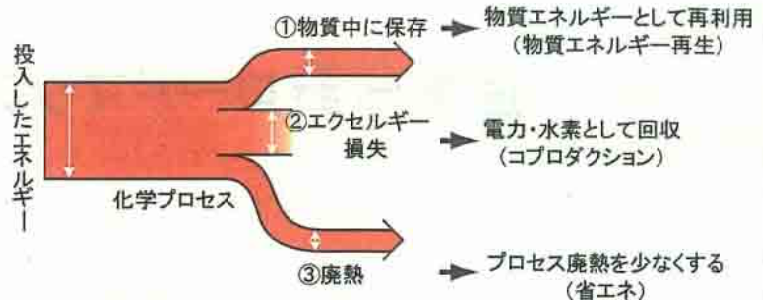 投入したエネルギー
①物質中に保存
物質エネルギーとして再利用
(物質エネルギー再生)
②エクセルギー
損失
電力・水素として回収
(コプロダクション)
化学プロセス
③廃熱
プロセス廃熱を少なくする
(省エネ)